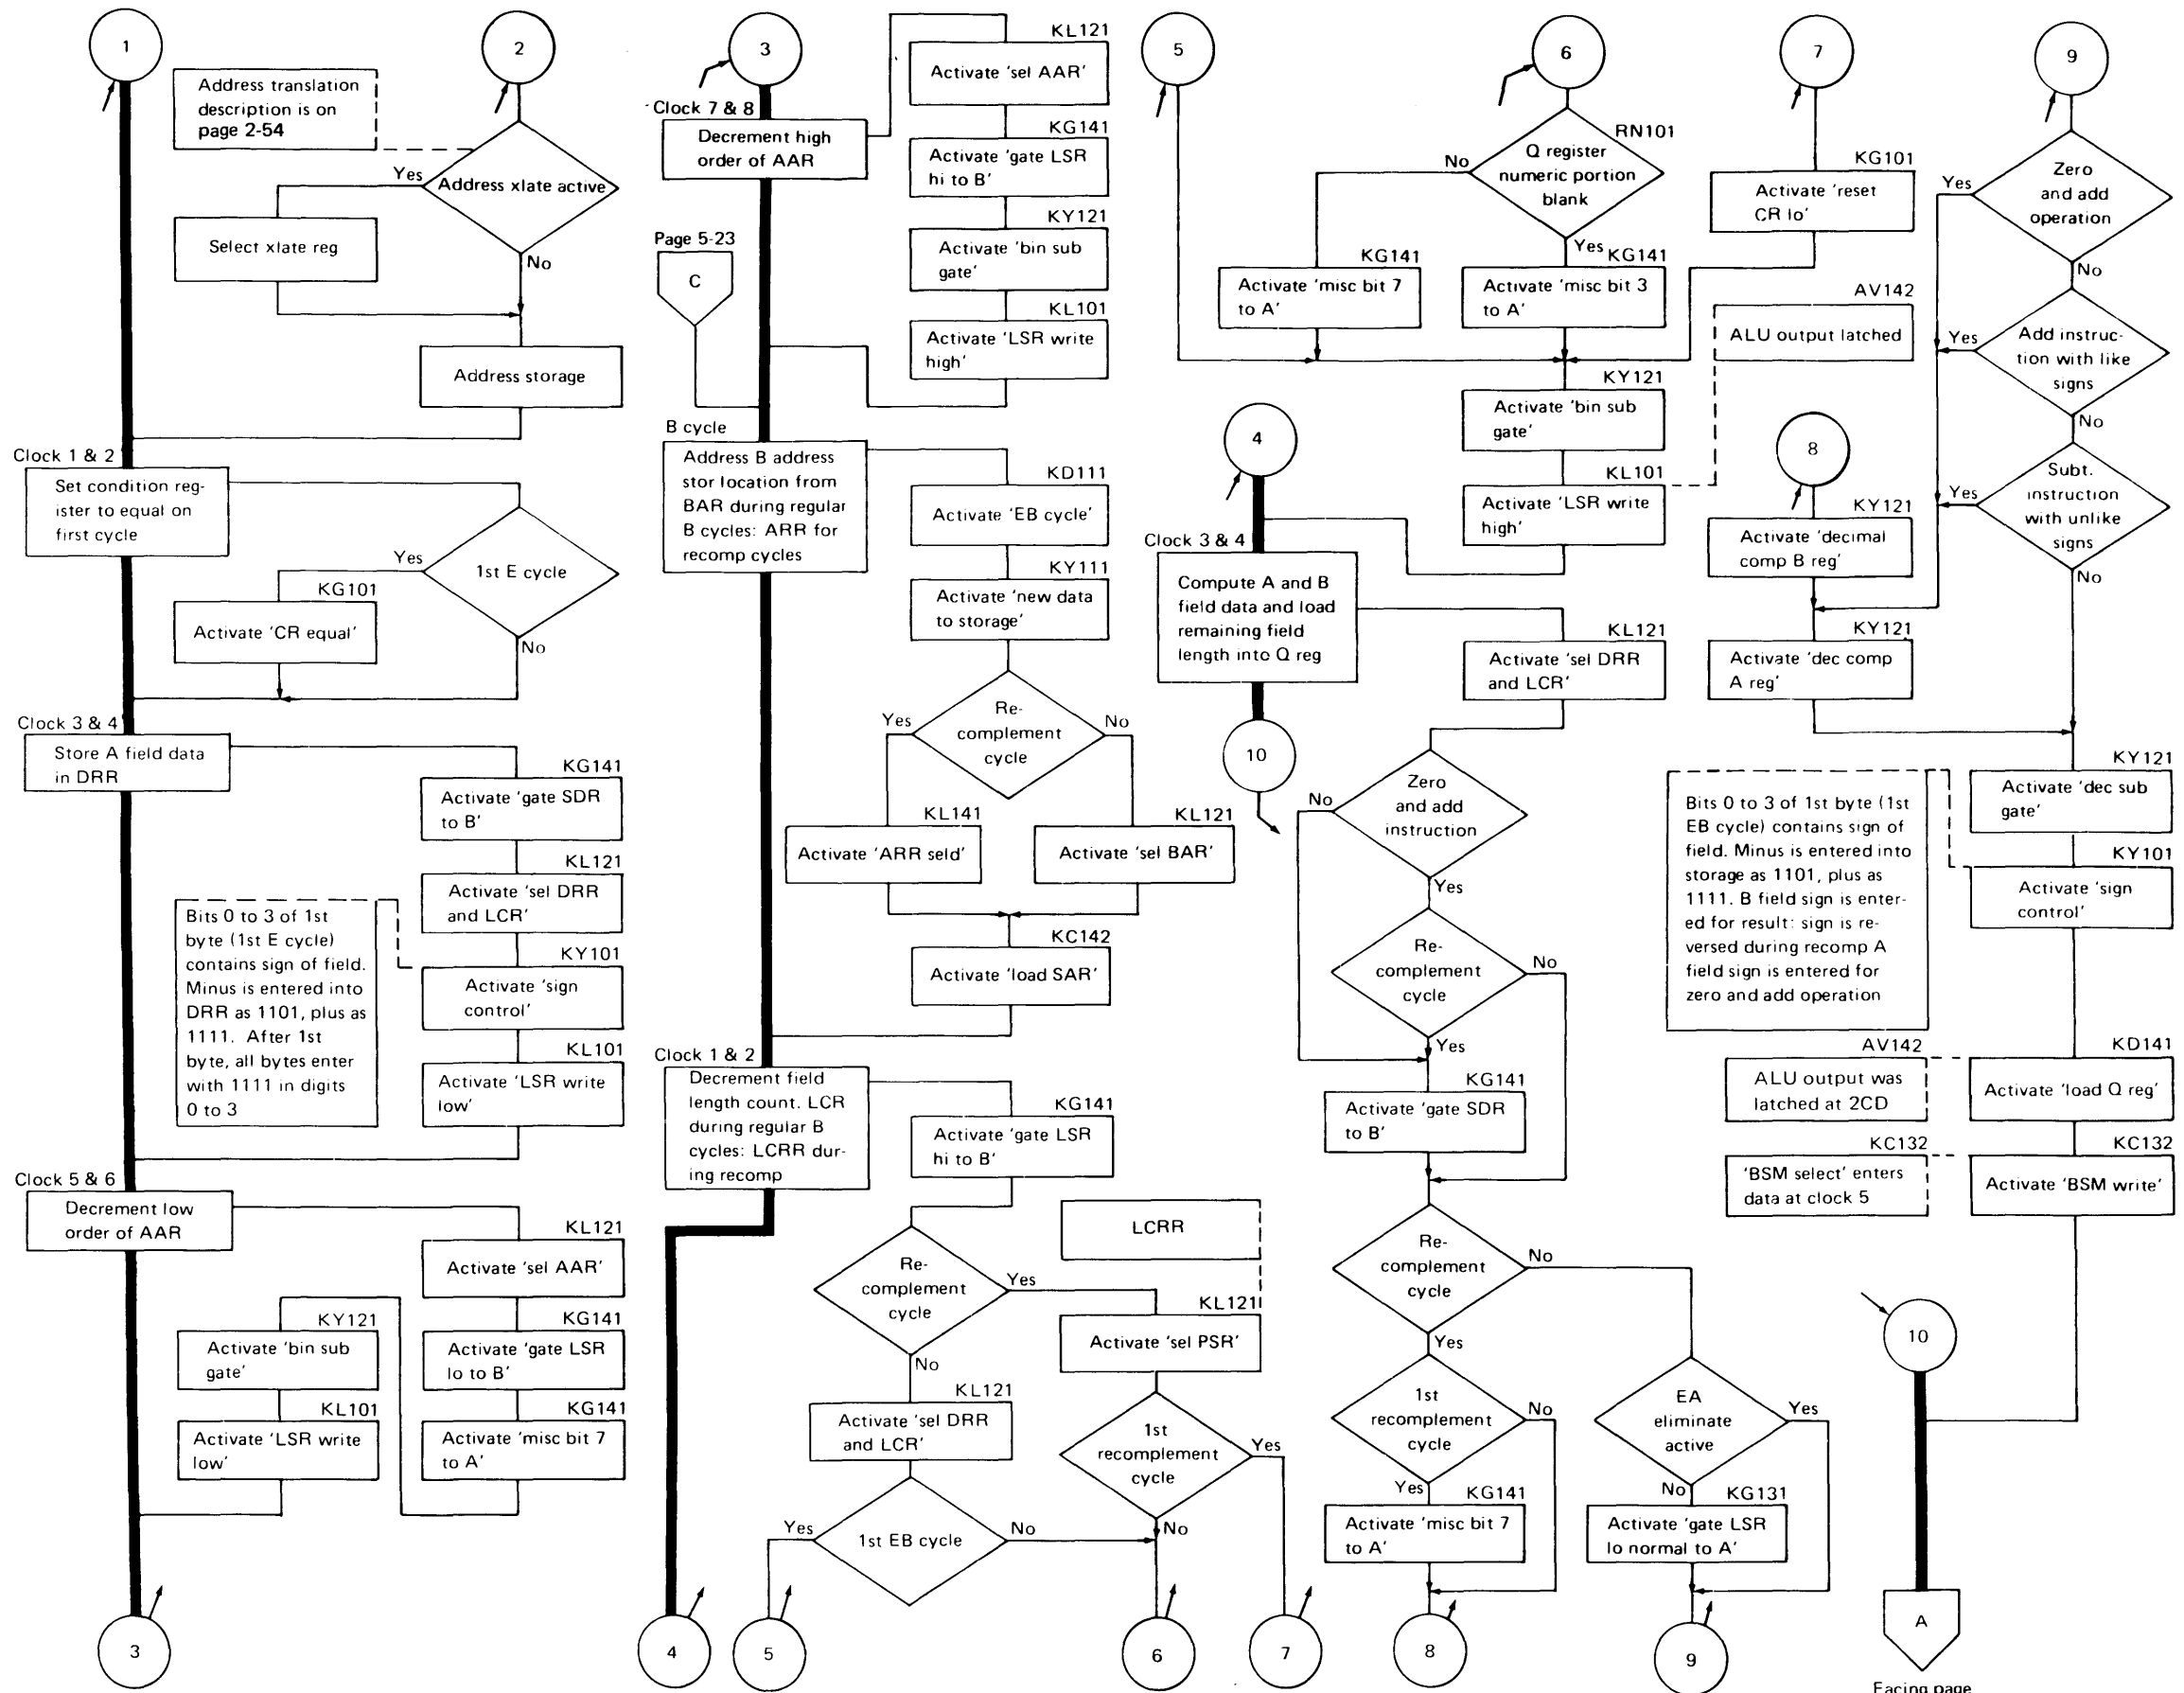 1
2
Address translation
description is on
page 2-54
Yes
Address xlate active
Select xlate reg
No
Address storage
Clock 1 & 2
Set condition reg-
ister to equal on
first cycle
Yes
1st E cycle
KG101
Activate 'CR equal'
No
Clock 3 & 4
Store A field data
in DRR
KG141
Activate 'gate SDR
to B'
KL121
Activate 'sel DRR
and LCR'
Bits 0 to 3 of 1st
byte (1st E cycle)
contains sign of field.
Minus is entered into
DRR as 1101, plus as
1111. After 1st
byte, all bytes enter
with 1111 in digits
0 to 3
KY101
Activate 'sign
control'
KL101
Activate 'LSR write
low'
Clock 5 & 6
Decrement low
order of AAR
KL121
Activate 'sel AAR'
KG141
Activate 'gate LSR
lo to B'
KG141
Activate 'misc bit 7
to A'
KY121
Activate 'bin sub
gate'
KL101
Activate 'LSR write
low'
3
3
Clock 7 & 8
Decrement high
order of AAR
KL121
Activate 'sel AAR'
KG141
Activate 'gate LSR
hi to B'
KY121
Activate 'bin sub
gate'
KL101
Activate 'LSR write
high'
Page 5-23
C
B cycle
Address B address
stor location from
BAR during regular
B cycles: ARR for
recomp cycles
KD111
Activate 'EB cycle'
KY111
Activate 'new data
to storage'
Yes
Re-
complement
cycle
No
KL141
Activate 'ARR seld'
KL121
Activate 'sel BAR'
KC142
Activate 'load SAR'
Clock 1 & 2
Decrement field
length count. LCR
during regular B
cycles: LCRR dur-
ing recomp
KG141
Activate 'gate LSR
hi to B'
LCRR
Re-
complement
cycle
Yes
No
KL121
Activate 'sel PSR'
KL121
Activate 'sel DRR
and LCR'
1st
recomplement
cycle
Yes
No
Yes
1st EB cycle
No
4
5
6
7
5
6
RN101
No
Q register
numeric portion
blank
Yes
KG141
Activate 'misc bit 7
to A'
KG141
Activate 'misc bit 3
to A'
7
KG101
Activate 'reset
CR lo'
AV142
ALU output latched
KY121
Activate 'bin sub
gate'
KL101
Activate 'LSR write
high'
4
Clock 3 & 4
Compute A and B
field data and load
remaining field
length into Q reg
10
KL121
Activate 'sel DRR
and LCR'
No
Zero
and add
instruction
Yes
Re-
complement
cycle
No
Yes
KG141
Activate 'gate SDR
to B'
Re-
complement
cycle
No
Yes
1st
recomplement
cycle
No
Yes
KG141
Activate 'misc bit 7
to A'
8
EA
eliminate
active
Yes
No
KG131
Activate 'gate LSR
lo normal to A'
9
9
Yes
Zero
and add
operation
No
Yes
Add instruc-
tion with like
signs
No
Yes
Subt.
instruction
with unlike
signs
No
8
KY121
Activate 'decimal
comp B reg'
KY121
Activate 'dec comp
A reg'
KY121
Activate 'dec sub
gate'
Bits 0 to 3 of 1st byte (1st
EB cycle) contains sign of
field. Minus is entered into
storage as 1101, plus as
1111. B field sign is enter-
ed for result: sign is re-
versed during recomp A
field sign is entered for
zero and add operation
KY101
Activate 'sign
control'
AV142
ALU output was
latched at 2CD
KD141
Activate 'load Q reg'
KC132
'BSM select' enters
data at clock 5
KC132
Activate 'BSM write'
10
A
Facing page